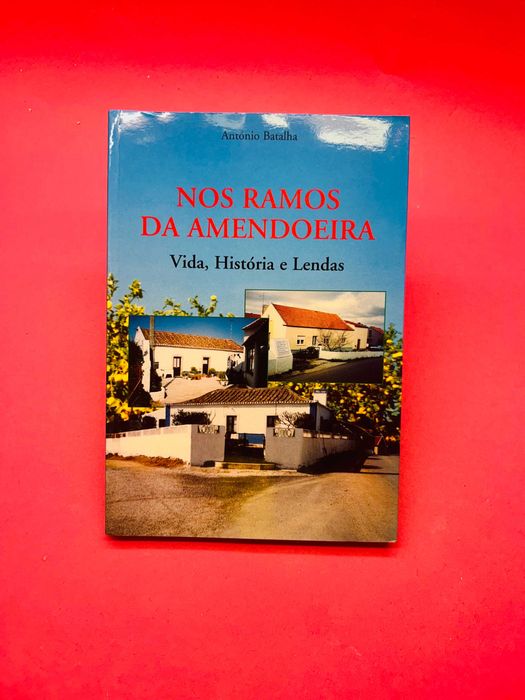 António Batalha
NOS RAMOS
DA AMENDOEIRA
Vida, História e Lendas